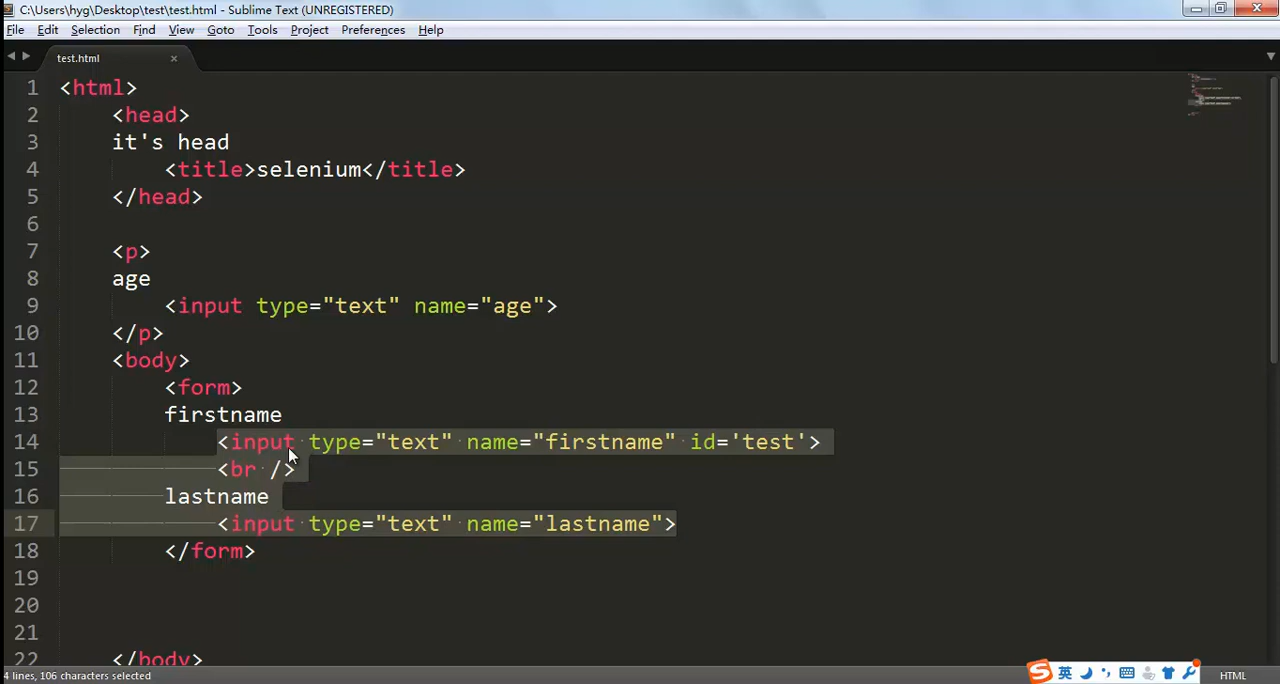 C:\Users\hyg\Desktop\test\test.html - Sublime Text (UNREGISTERED)
File Edit Selection Find View Goto Tools Project Preferences Help
test.html ×
1 <html>
2 <head>
3 it's head
4 <title>selenium</title>
5 </head>
6
7 <p>
8 age
9 <input type="text" name="age">
10 </p>
11 <body>
12 <form>
13 firstname
14 <input type="text" name="firstname" id='test'>
15 <br />
16 lastname
17 <input type="text" name="lastname">
18 </form>
19
20
21
22 </body>
4 lines, 106 characters selected
英
HTML